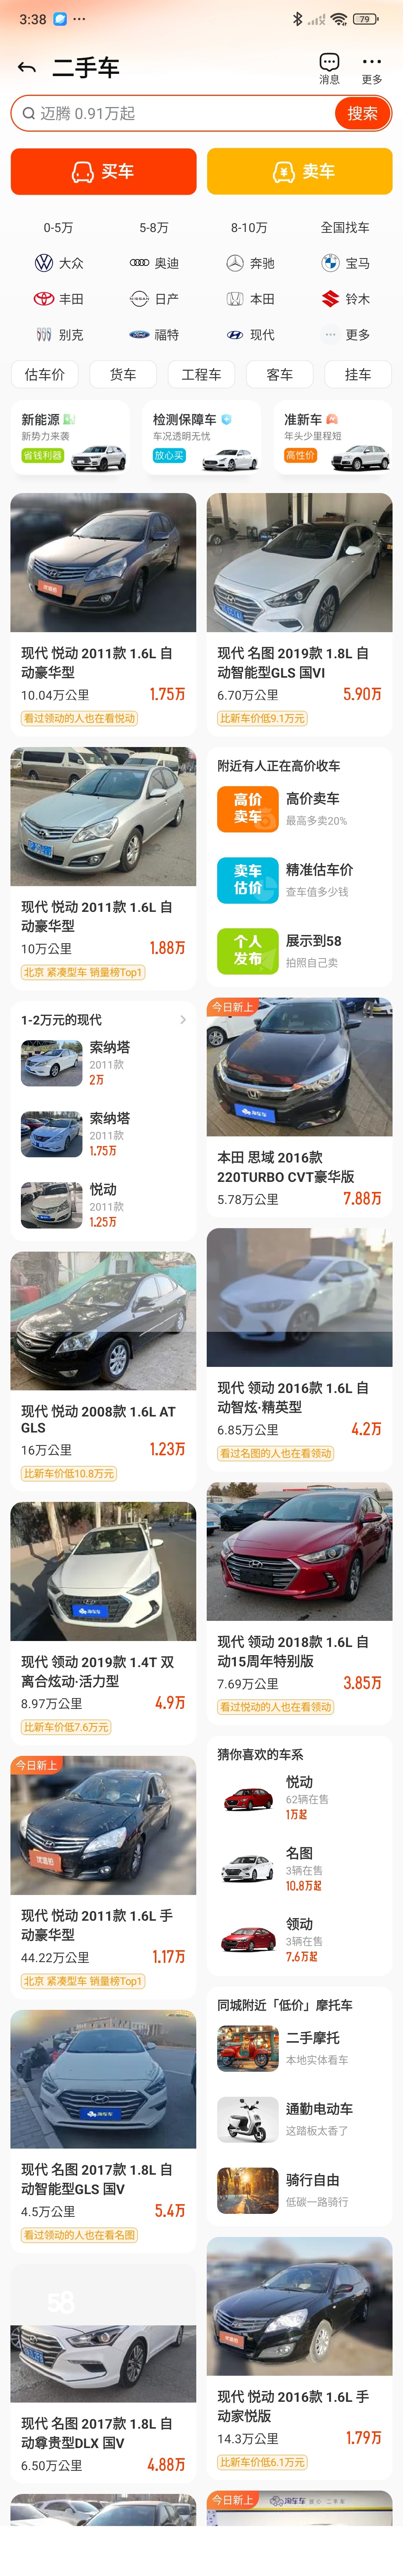 3:38
79
二手车
消息
更多
迈腾 0.91万起
搜索
买车
卖车
0-5万
5-8万
8-10万
全国找车
大众
奥迪
奔驰
宝马
丰田
日产
本田
铃木
别克
福特
现代
更多
估车价
货车
工程车
客车
挂车
新能源
新势力来袭
省钱利器
检测保障车
车况透明无忧
放心买
准新车
年头少里程短
高性价
现代 悦动 2011款 1.6L 自
动豪华型
10.04万公里
1.75万
看过领动的人也在看悦动
现代 名图 2019款 1.8L 自
动智能型GLS 国VI
6.70万公里
5.90万
比新车价低9.1万元
现代 悦动 2011款 1.6L 自
动豪华型
10万公里
1.88万
北京 紧凑型车 销量榜Top1
附近有人正在高价收车
高价
卖车
高价卖车
最高多卖20%
卖车
估价
精准估车价
查车值多少钱
个人
发布
展示到58
拍照自己卖
1-2万元的现代
索纳塔
2011款
2万
索纳塔
2011款
1.75万
悦动
2011款
1.25万
今日新上
淘车车
本田 思域 2016款
220TURBO CVT豪华版
5.78万公里
7.88万
现代 悦动 2008款 1.6L AT
GLS
16万公里
1.23万
比新车价低10.8万元
现代 领动 2016款 1.6L 自
动智炫·精英型
6.85万公里
4.2万
看过名图的人也在看领动
淘车车
现代 领动 2019款 1.4T 双
离合炫动·活力型
8.97万公里
4.9万
比新车价低7.6万元
现代 领动 2018款 1.6L 自
动15周年特别版
7.69万公里
3.85万
看过悦动的人也在看领动
今日新上
现代 悦动 2011款 1.6L 手
动豪华型
44.22万公里
1.17万
北京 紧凑型车 销量榜Top1
猜你喜欢的车系
悦动
62辆在售
1万起
名图
3辆在售
10.8万起
领动
3辆在售
7.6万起
淘车车
现代 名图 2017款 1.8L 自
动智能型GLS 国V
4.5万公里
5.4万
看过领动的人也在看名图
同城附近「低价」摩托车
二手摩托
本地实体看车
通勤电动车
这踏板太香了
骑行自由
低碳一路骑行
58
现代 名图 2017款 1.8L 自
动尊贵型DLX 国V
6.50万公里
4.88万
现代 悦动 2016款 1.6L 手
动家悦版
14.3万公里
1.79万
比新车价低6.1万元
今日新上
淘车车
二手车